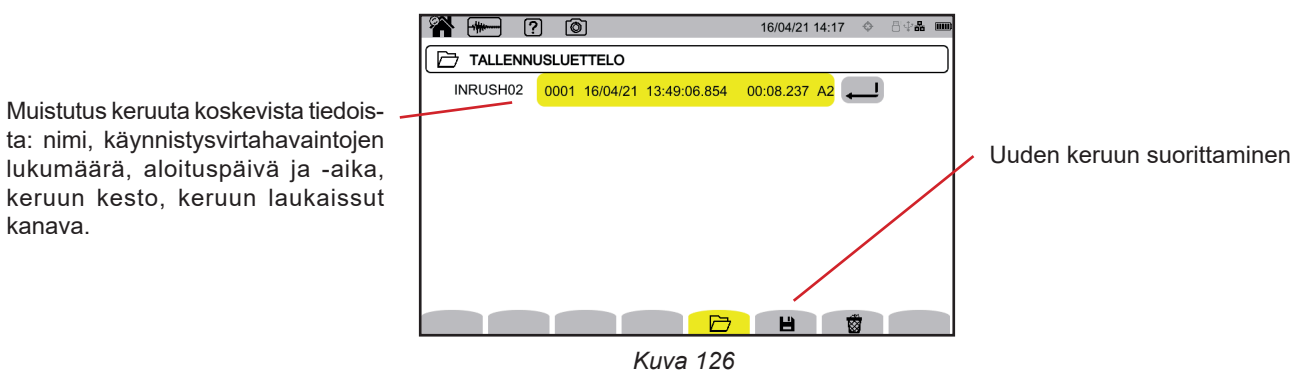 16/04/21 14:17
TALLENNUSLUETTELO
INRUSH02 0001 16/04/21 13:49:06.854 00:08.237 A2
Muistutus keruuta koskevista tiedois-
ta: nimi, käynnistysvirtahavaintojen
lukumäärä, aloituspäivä ja -aika,
keruun kesto, keruun laukaissut
kanava.
Uuden keruun suorittaminen
Kuva 126